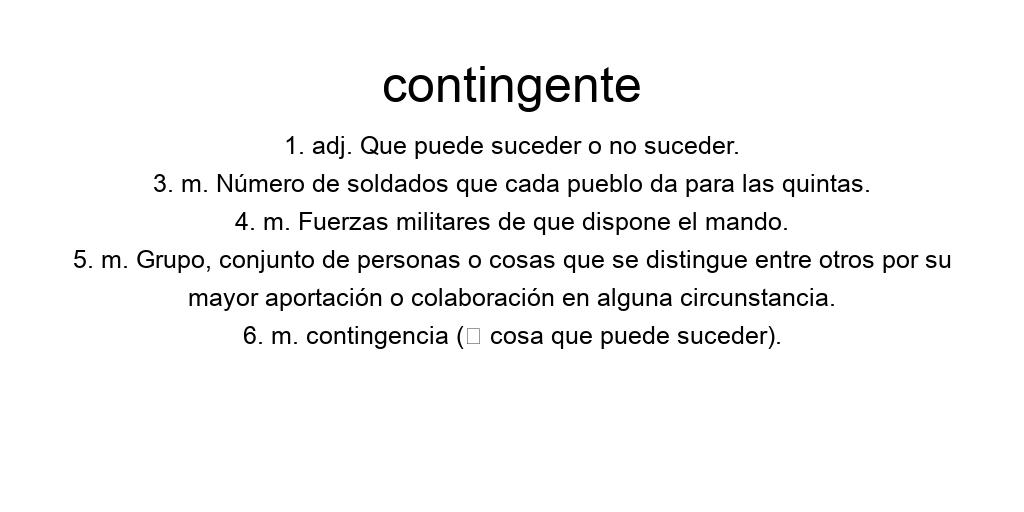 contingente
1. adj. Que puede suceder o no suceder.
3. m. Número de soldados que cada pueblo da para las quintas.
4. m. Fuerzas militares de que dispone el mando.
5. m. Grupo, conjunto de personas o cosas que se distingue entre otros por su
mayor aportación o colaboración en alguna circunstancia.
6. m. contingencia (□ cosa que puede suceder).